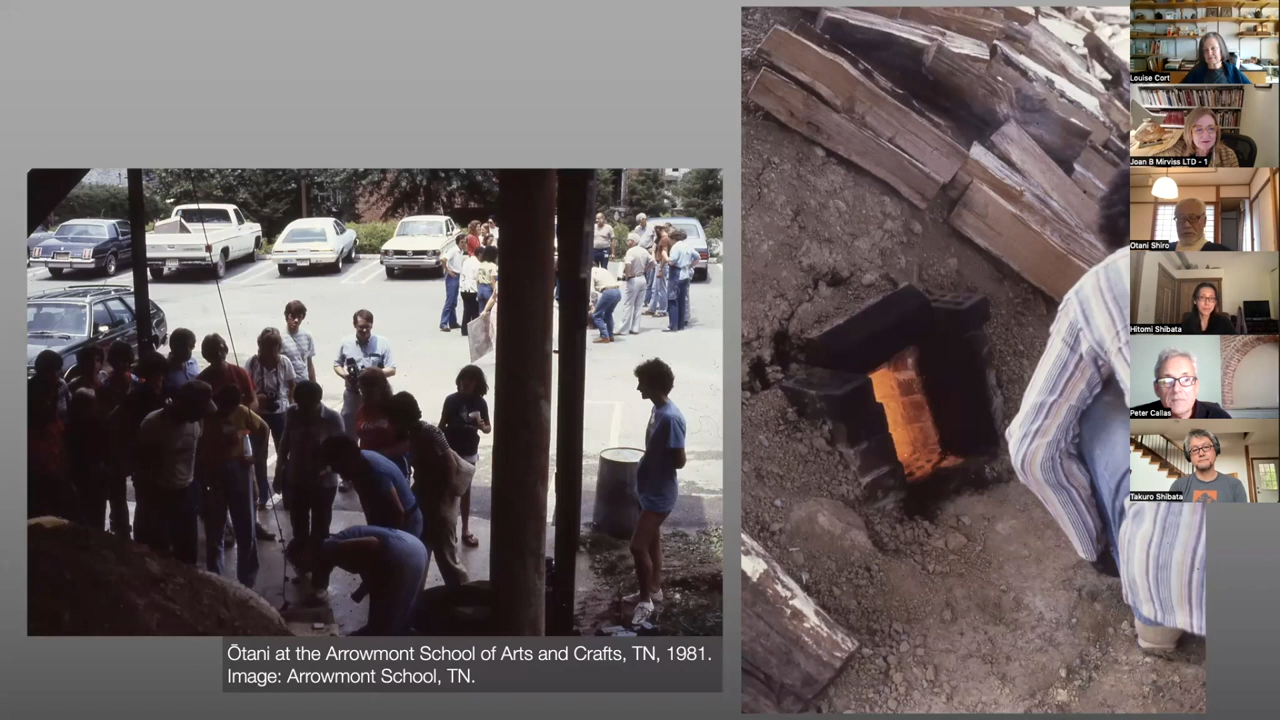 Louise Cort
Joan B Mirviss LTD - 1
Otani Shiro
Hitomi Shibata
Peter Callas
Takuro Shibata
Ōtani at the Arrowmont School of Arts and Crafts, TN, 1981.
Image: Arrowmont School, TN.